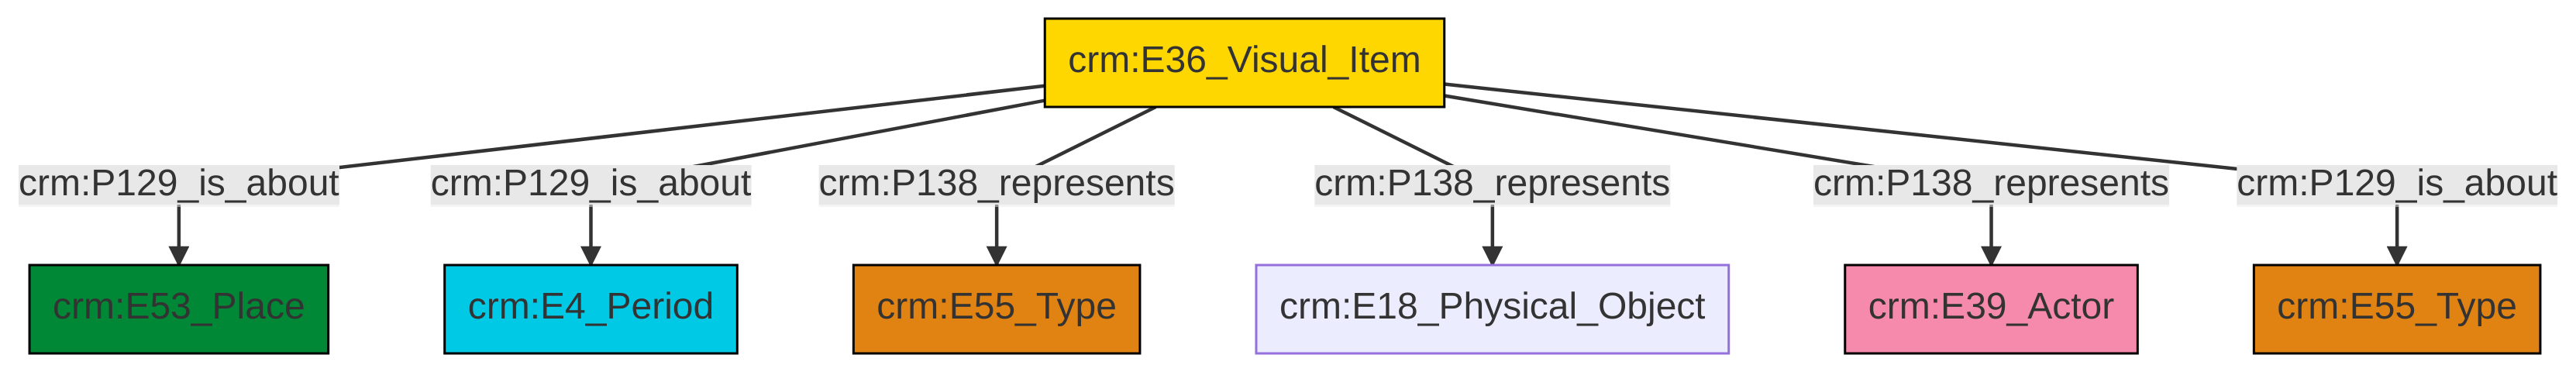 crm:E36_Visual_Item
crm:P129_is_about
crm:P129_is_about
crm:P138_represents
crm:P138_represents
crm:P138_represents
crm:P129_is_about
crm:E53_Place
crm:E4_Period
crm:E55_Type
crm:E18_Physical_Object
crm:E39_Actor
crm:E55_Type